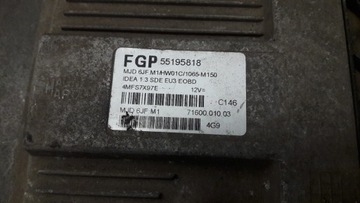 FGP 55195818
MJD 6JF M1/HW01C/1065-M150
IDEA 1.3 SDE EU3 EOBD
4MFS7X97E 12V=
C146
MJD 6JF M1 71600.010.03
4G9